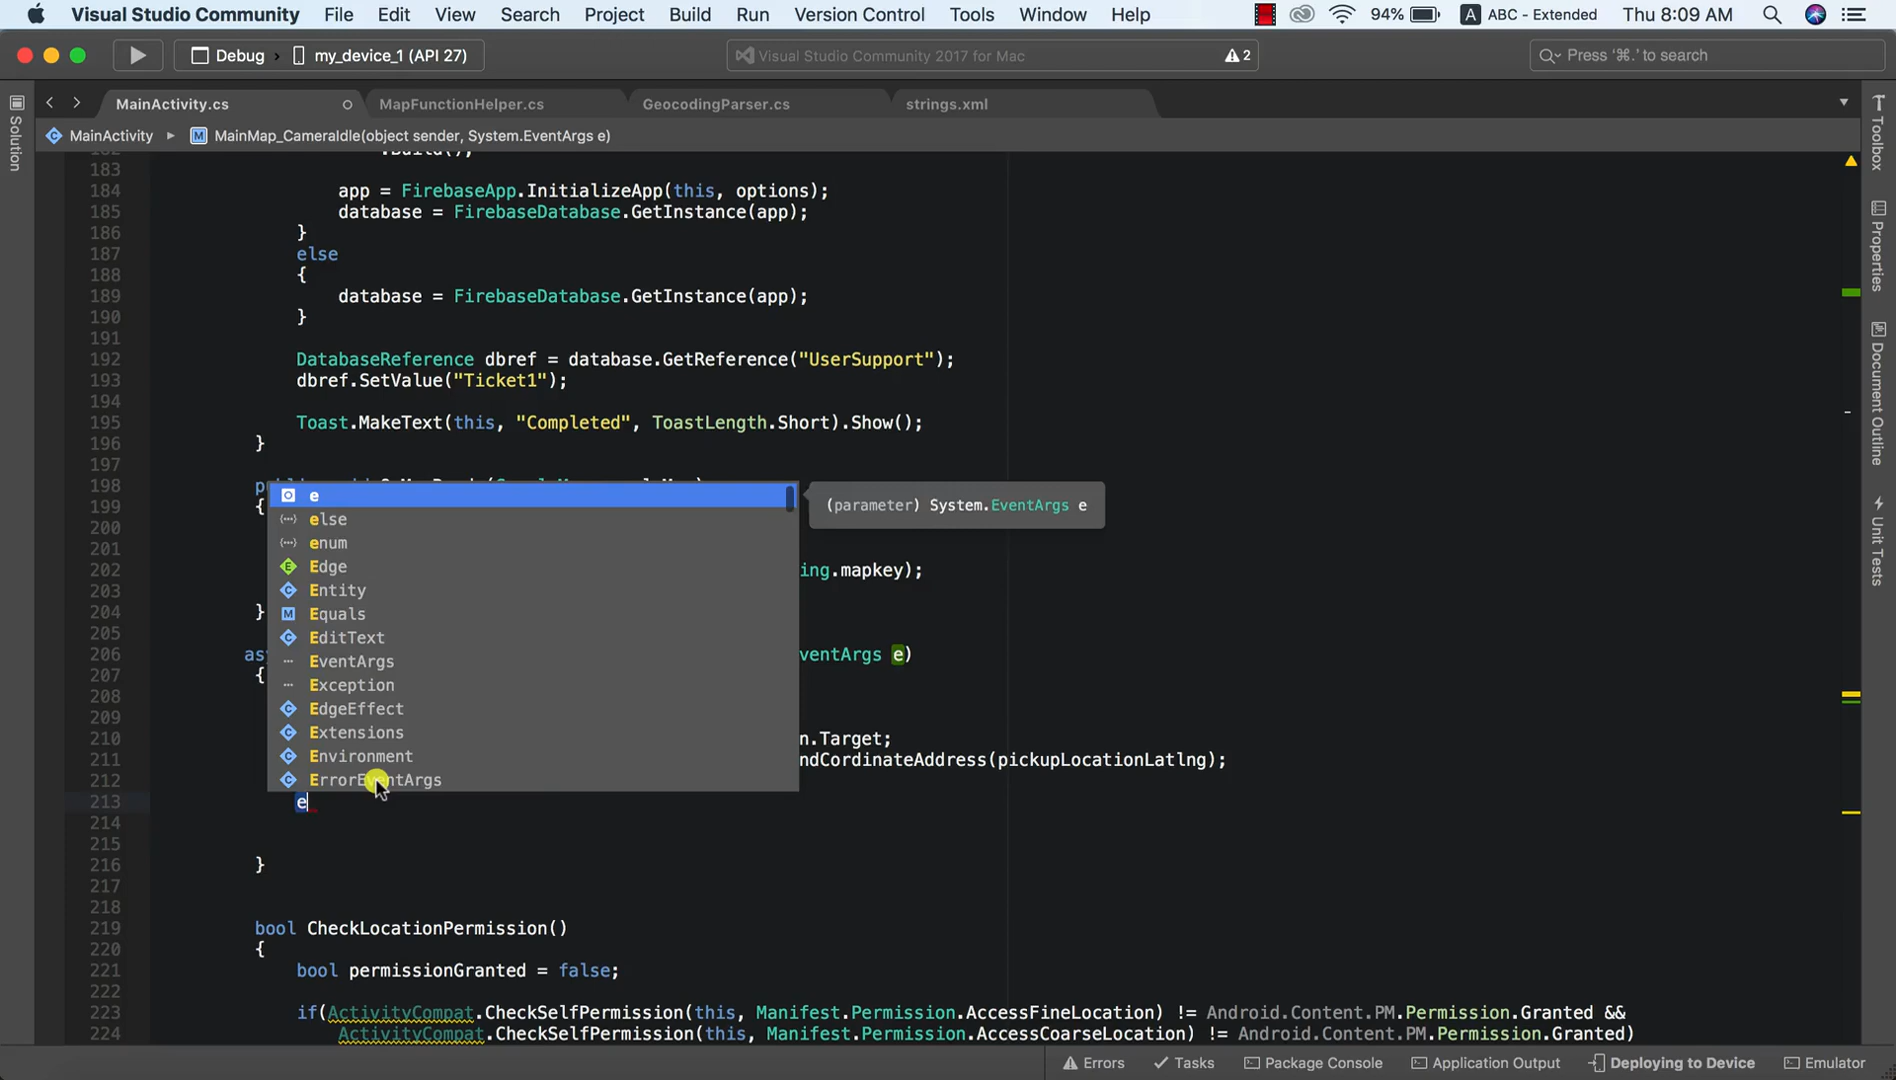 Visual Studio Community File Edit View Search Project Build Run Version Control Tools Window Help 94% A ABC - Extended Thu 8:09 AM
Debug › my_device_1 (API 27) Visual Studio Community 2017 for Mac 2 Press '⌘.' to search
MainActivity.cs MapFunctionHelper.cs GeocodingParser.cs strings.xml
MainActivity ▸ M MainMap_CameraIdle(object sender, System.EventArgs e)
Solution
Toolbox
Properties
Document Outline
Unit Tests
182 .Build();
183
184 app = FirebaseApp.InitializeApp(this, options);
185 database = FirebaseDatabase.GetInstance(app);
186 }
187 else
188 {
189 database = FirebaseDatabase.GetInstance(app);
190 }
191
192 DatabaseReference dbref = database.GetReference("UserSupport");
193 dbref.SetValue("Ticket1");
194
195 Toast.MakeText(this, "Completed", ToastLength.Short).Show();
196 }
197
198
199 {
200
201
202 ing.mapkey);
203
204 }
205
206 as ventArgs e)
207 {
208
209
210 n.Target;
211 ndCordinateAddress(pickupLocationLatlng);
212
213 e
214
215
216 }
217
218
219 bool CheckLocationPermission()
220 {
221 bool permissionGranted = false;
222
223 if(ActivityCompat.CheckSelfPermission(this, Manifest.Permission.AccessFineLocation) != Android.Content.PM.Permission.Granted &&
224 ActivityCompat.CheckSelfPermission(this, Manifest.Permission.AccessCoarseLocation) != Android.Content.PM.Permission.Granted)
e
else
enum
E Edge
C Entity
M Equals
C EditText
EventArgs
Exception
C EdgeEffect
C Extensions
C Environment
C ErrorEventArgs
(parameter) System.EventArgs e
Errors Tasks Package Console Application Output Deploying to Device Emulator